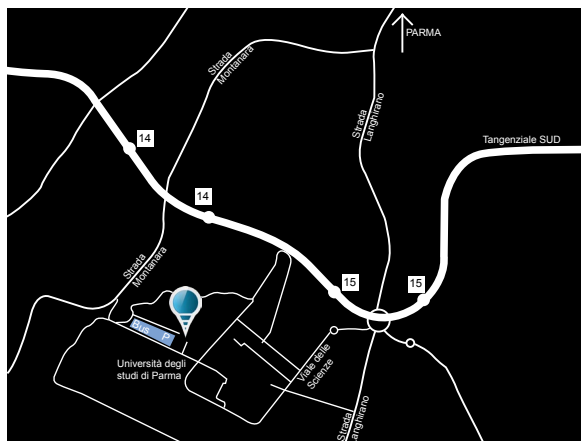 PARMA
Strada
Montanara
Strada
Langhirano
Tangenziale SUD
14
14
Strada
Montanara
15
15
Bus P
Università degli
studi di Parma
Viale delle
Scienze
Strada
Langhirano